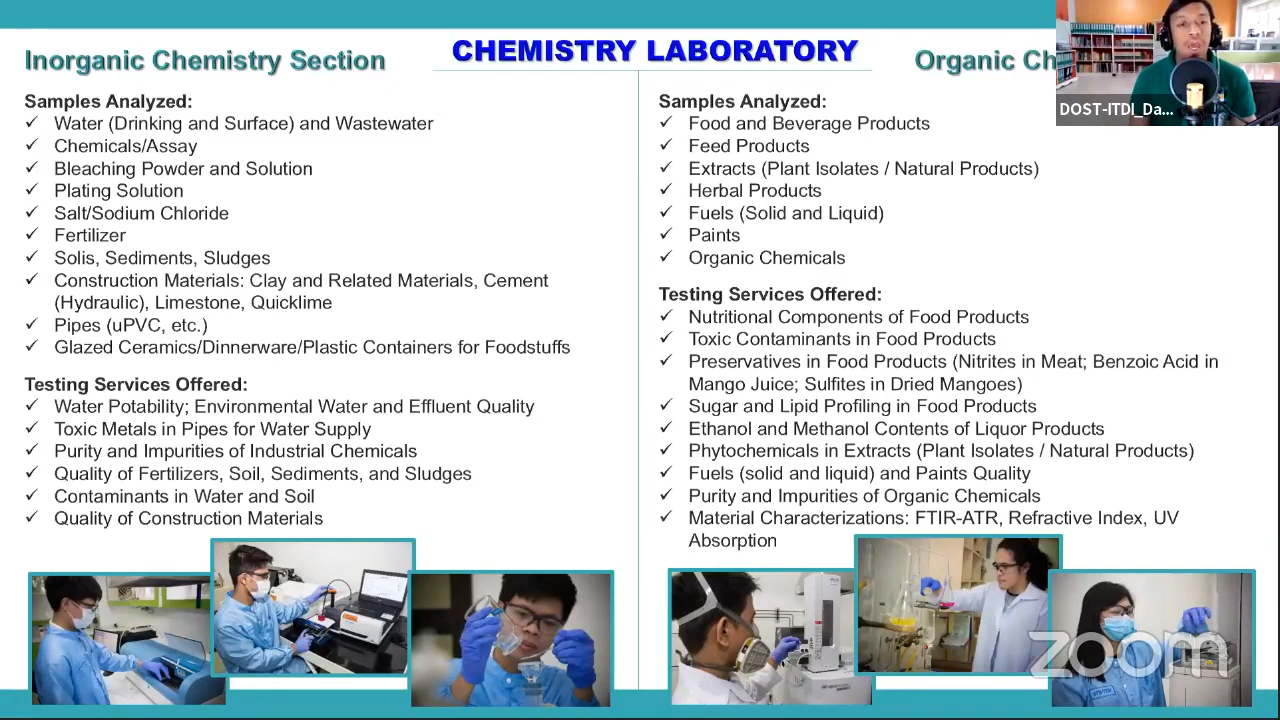 CHEMISTRY LABORATORY
Inorganic Chemistry Section
Samples Analyzed:
✓ Water (Drinking and Surface) and Wastewater
✓ Chemicals/Assay
✓ Bleaching Powder and Solution
✓ Plating Solution
✓ Salt/Sodium Chloride
✓ Fertilizer
✓ Solis, Sediments, Sludges
✓ Construction Materials: Clay and Related Materials, Cement
(Hydraulic), Limestone, Quicklime
✓ Pipes (uPVC, etc.)
✓ Glazed Ceramics/Dinnerware/Plastic Containers for Foodstuffs
Testing Services Offered:
✓ Water Potability; Environmental Water and Effluent Quality
✓ Toxic Metals in Pipes for Water Supply
✓ Purity and Impurities of Industrial Chemicals
✓ Quality of Fertilizers, Soil, Sediments, and Sludges
✓ Contaminants in Water and Soil
✓ Quality of Construction Materials
Organic Ch
Samples Analyzed:
✓ Food and Beverage Products
✓ Feed Products
✓ Extracts (Plant Isolates / Natural Products)
✓ Herbal Products
✓ Fuels (Solid and Liquid)
✓ Paints
✓ Organic Chemicals
Testing Services Offered:
✓ Nutritional Components of Food Products
✓ Toxic Contaminants in Food Products
✓ Preservatives in Food Products (Nitrites in Meat; Benzoic Acid in
Mango Juice; Sulfites in Dried Mangoes)
✓ Sugar and Lipid Profiling in Food Products
✓ Ethanol and Methanol Contents of Liquor Products
✓ Phytochemicals in Extracts (Plant Isolates / Natural Products)
✓ Fuels (solid and liquid) and Paints Quality
✓ Purity and Impurities of Organic Chemicals
✓ Material Characterizations: FTIR-ATR, Refractive Index, UV
Absorption
DOST-ITDI_Da...
zoom